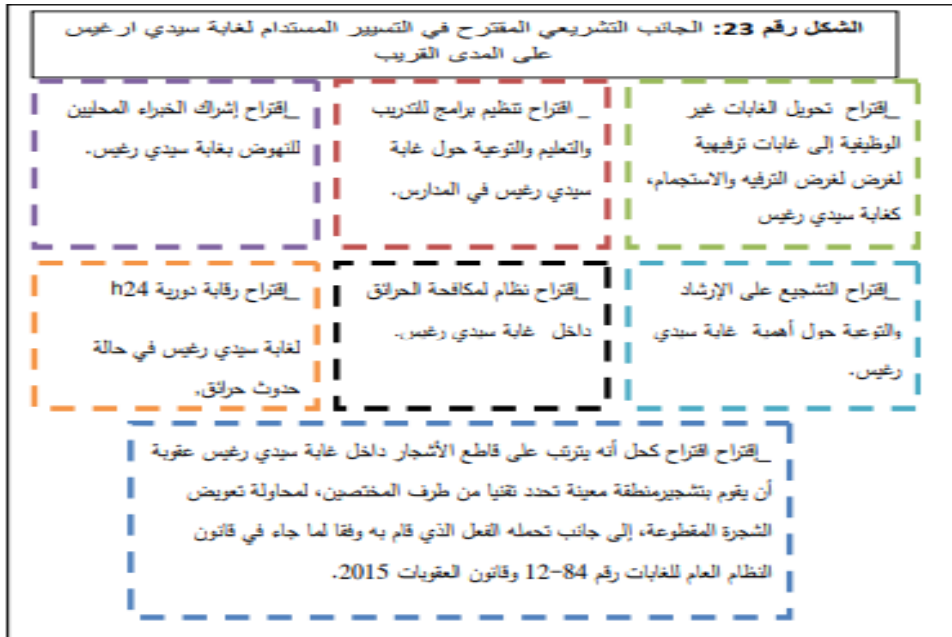 الشكل رقم 23: الجانب التشريعي المقترح في التسيير المستدام لغابة سيدي ارغيس
على المدى القريب
_إقتراح تحويل الغابات غير
الوظيفية إلى غابات ترفيهية
لغرض لغرض الترفيه والاستجمام،
كغابة سيدي رغيس
_ اقتراح تنظيم برامج للتدريب
والتعليم والتوعية حول غابة
سيدي رغيس في المدارس.
_إقتراح إشراك الخبراء المحليين
للنهوض بغابة سيدي رغيس.
_إقتراح التشجيع على الإرشاد
والتوعية حول أهمية غابة سيدي
رغيس.
_إقتراح نظام لمكافحة الحرائق
داخل غابة سيدي رغيس.
_إقتراح رقابة دورية h24
لغابة سيدي رغيس في حالة
حدوث حرائق.
_إقتراح اقتراح كحل أنه يترتب على قاطع الأشجار داخل غابة سيدي رغيس عقوبة
أن يقوم بتشجيرمنطقة معينة تحدد تقنيا من طرف المختصين، لمحاولة تعويض
الشجرة المقطوعة، إلى جانب تحمله الفعل الذي قام به وفقا لما جاء في قانون
النظام العام للغابات رقم 84-12 وقانون العقوبات 2015.